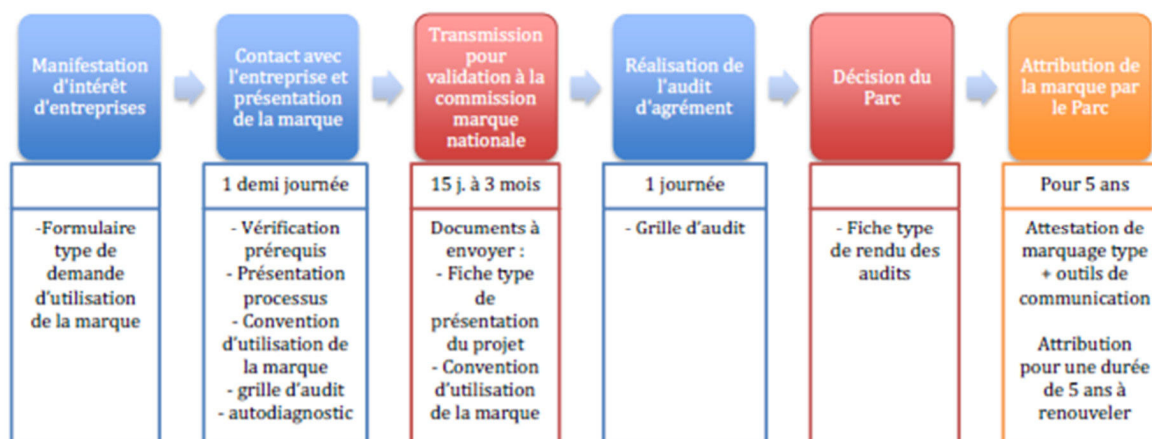 Manifestation
d'intérêt
d'entreprises
Contact avec
l'entreprise et
présentation
de la marque
Transmission
pour
validation à la
commission
marque
nationale
Réalisation de
l'audit
d'agrément
Décision du
Parc
Attribution de
la marque par
le Parc
1 demi journée
15 j. à 3 mois
1 journée
Pour 5 ans
-Formulaire
type de
demande
d'utilisation
de la marque
- Vérification
prérequis
- Présentation
processus
- Convention
d'utilisation de
la marque
- grille d'audit
- autodiagnostic
Documents à
envoyer :
- Fiche type
de
présentation
du projet
- Convention
d'utilisation
de la marque
- Grille d'audit
- Fiche type
de rendu des
audits
Attestation de
marquage type
+ outils de
communication
Attribution
pour une durée
de 5 ans à
renouveler